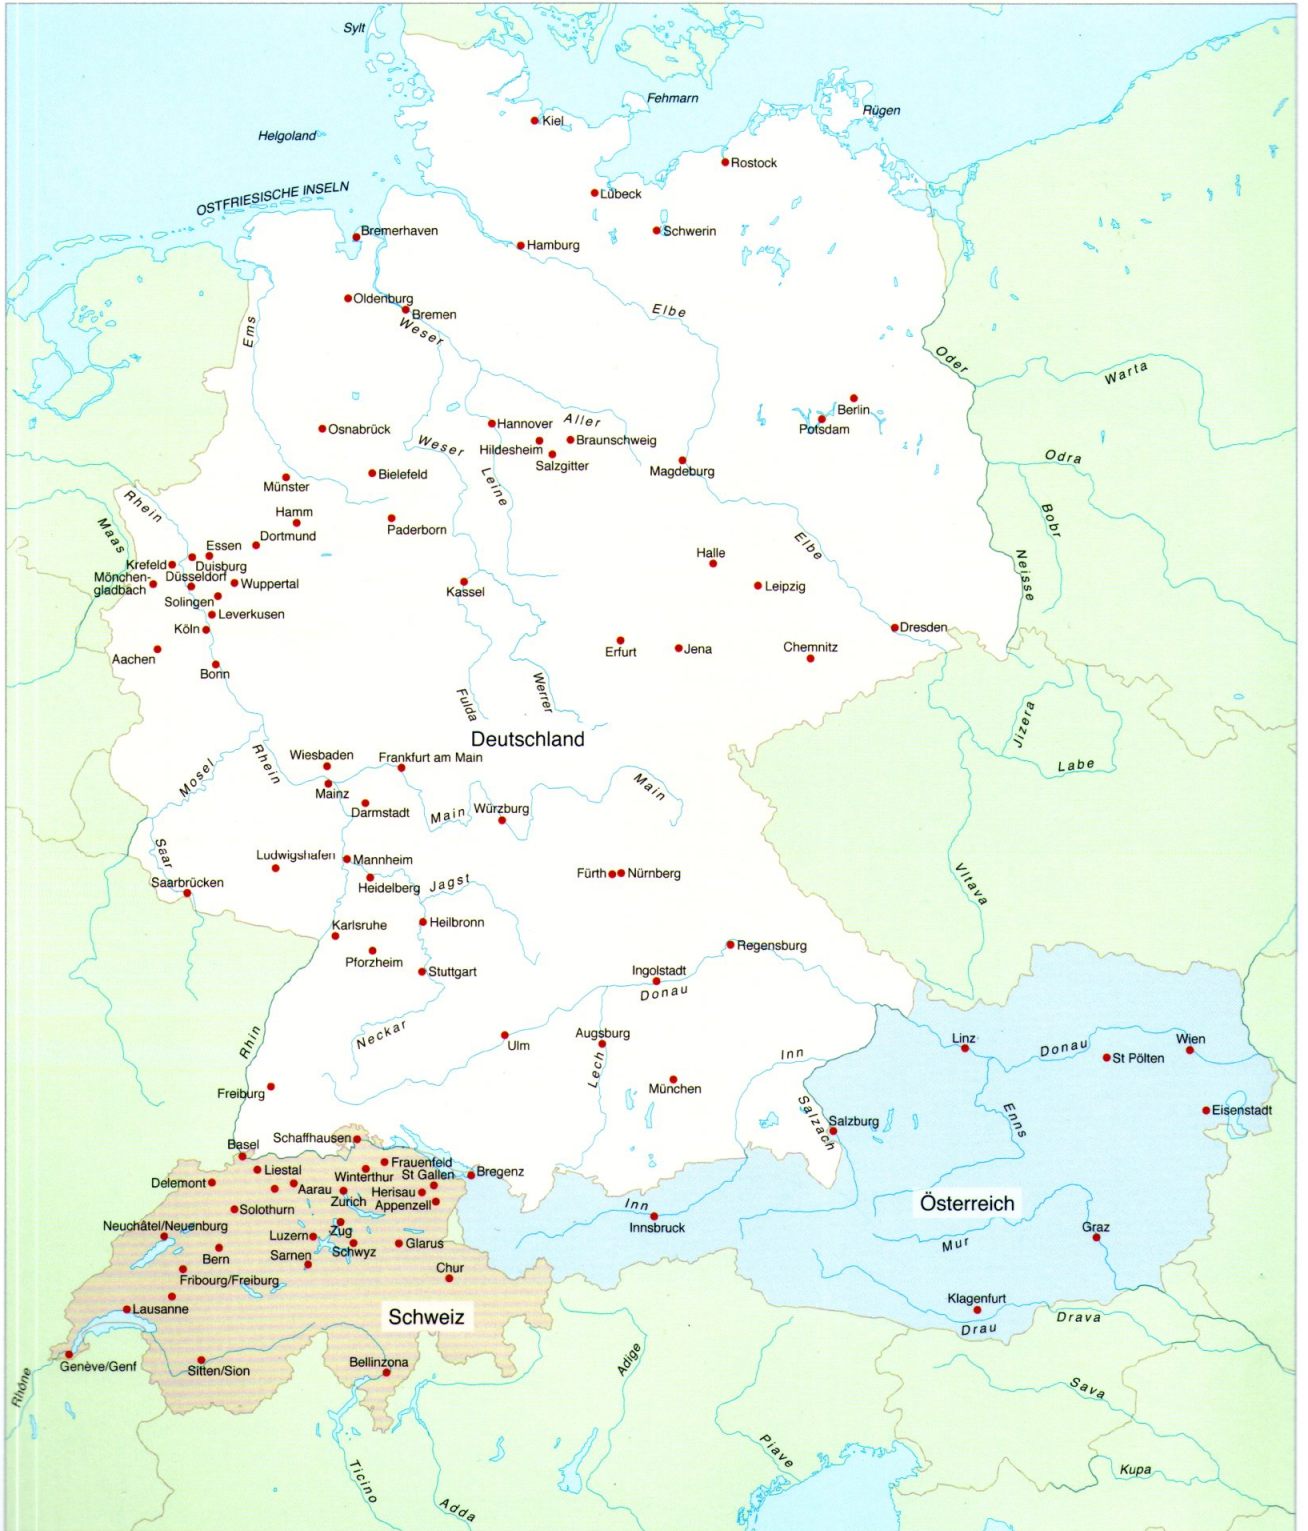 Sylt
Fehmarn
Rügen
Kiel
Helgoland
Rostock
OSTFRIESISCHE INSELN
Lübeck
Bremerhaven
Schwerin
Hamburg
Oldenburg
Bremen
Elbe
Ems
Weser
Oder
Warta
Berlin
Potsdam
Osnabrück
Hannover
Aller
Weser
Hildesheim
Braunschweig
Salzgitter
Magdeburg
Odra
Bielefeld
Leine
Münster
Rhein
Hamm
Paderborn
Bobr
Maas
Dortmund
Essen
Elbe
Halle
Krefeld
Duisburg
Neisse
Mönchen-
gladbach
Düsseldorf
Wuppertal
Kassel
Leipzig
Solingen
Leverkusen
Köln
Dresden
Aachen
Erfurt
Jena
Chemnitz
Bonn
Fulda
Werrer
Jizera
Deutschland
Wiesbaden
Frankfurt am Main
Mosel
Rhein
Labe
Mainz
Main
Darmstadt
Main
Würzburg
Saar
Ludwigshafen
Mannheim
Saarbrücken
Heidelberg
Jagst
Fürth
Nürnberg
Vltava
Karlsruhe
Heilbronn
Pforzheim
Stuttgart
Regensburg
Ingolstadt
Donau
Rhin
Neckar
Ulm
Augsburg
Lech
Inn
Linz
Donau
Wien
St Pölten
München
Freiburg
Salzach
Salzburg
Enns
Eisenstadt
Basel
Schaffhausen
Liestal
Frauenfeld
Winterthur
St Gallen
Bregenz
Delemont
Aarau
Zurich
Herisau
Appenzell
Inn
Österreich
Solothurn
Innsbruck
Neuchâtel/Neuenburg
Luzern
Zug
Graz
Bern
Sarnen
Schwyz
Glarus
Mur
Fribourg/Freiburg
Chur
Lausanne
Schweiz
Klagenfurt
Drau
Drava
Genève/Genf
Sitten/Sion
Bellinzona
Adige
Rhône
Sava
Piave
Ticino
Kupa
Adda